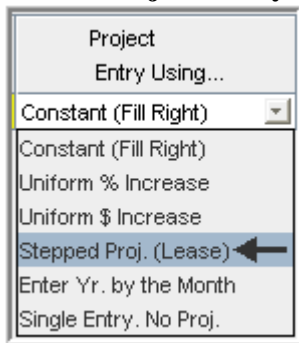 Project
Entry Using...
Constant (Fill Right)
Constant (Fill Right)
Uniform % Increase
Uniform $ Increase
Stepped Proj. (Lease)
Enter Yr. by the Month
Single Entry. No Proj.